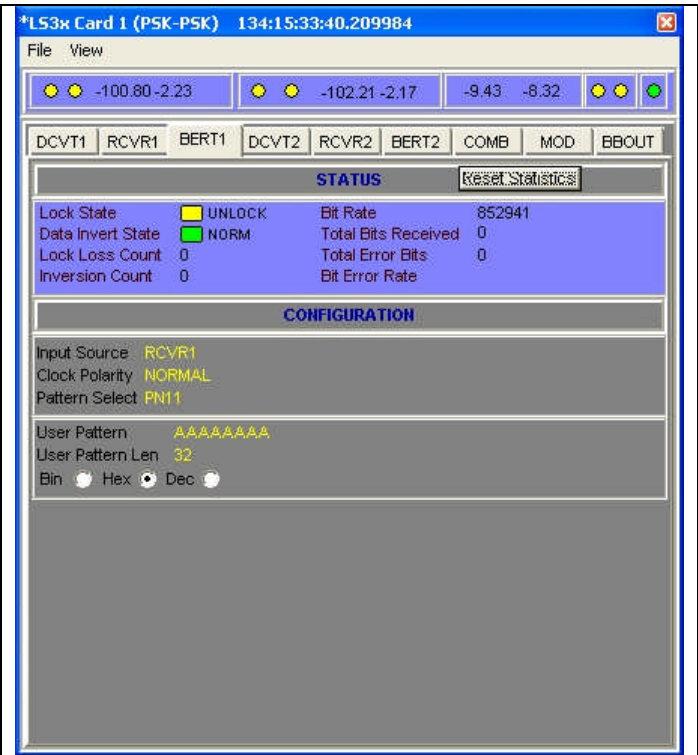 *LS3x Card 1 (PSK-PSK) 134:15:33:40.209984
File View
-100.80 -2.23 -102.21 -2.17 -9.43 -8.32
DCVT1 RCVR1 BERT1 DCVT2 RCVR2 BERT2 COMB MOD BBOUT
STATUS Reset Statistics
Lock State UNLOCK Bit Rate 852941
Data Invert State NORM Total Bits Received 0
Lock Loss Count 0 Total Error Bits 0
Inversion Count 0 Bit Error Rate
CONFIGURATION
Input Source RCVR1
Clock Polarity NORMAL
Pattern Select PN11
User Pattern AAAAAAAA
User Pattern Len 32
Bin Hex Dec